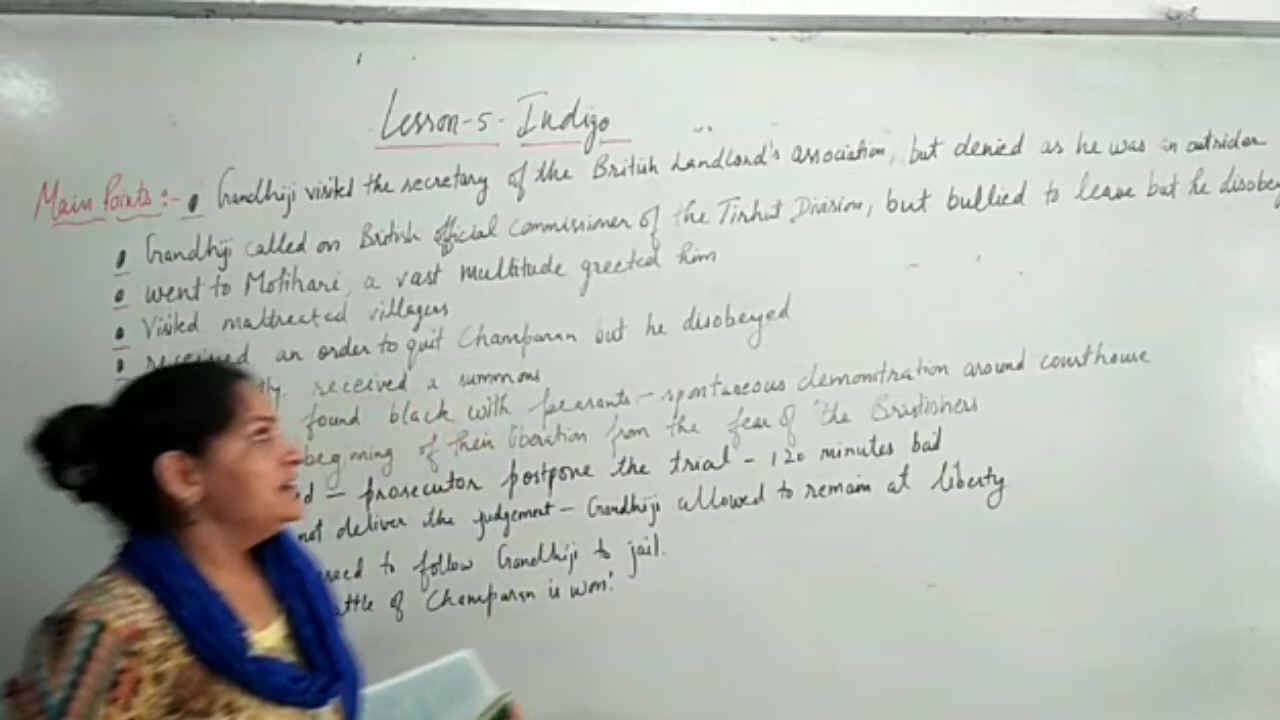 Lesson-5- Indigo
Main Points :- • Gandhiji visited the secretary of the British Landlord's association, but denied as he was an outsider
• Gandhiji called on British official commissioner of the Tirhut Division, but bullied to leave but he disobey
• went to Motihari, a vast multitude greeted him
• Visited maltreated villagers
• received an order to quit Champaran but he disobeyed
received a summons
found black with peasants - spontaneous demonstration around courthouse
beginning of their liberation from the fear of the Britishers
- prosecutor postpone the trial - 120 minutes bail
not deliver the judgement - Gandhiji allowed to remain at liberty
to follow Gandhiji to jail.
of Champaran is won!